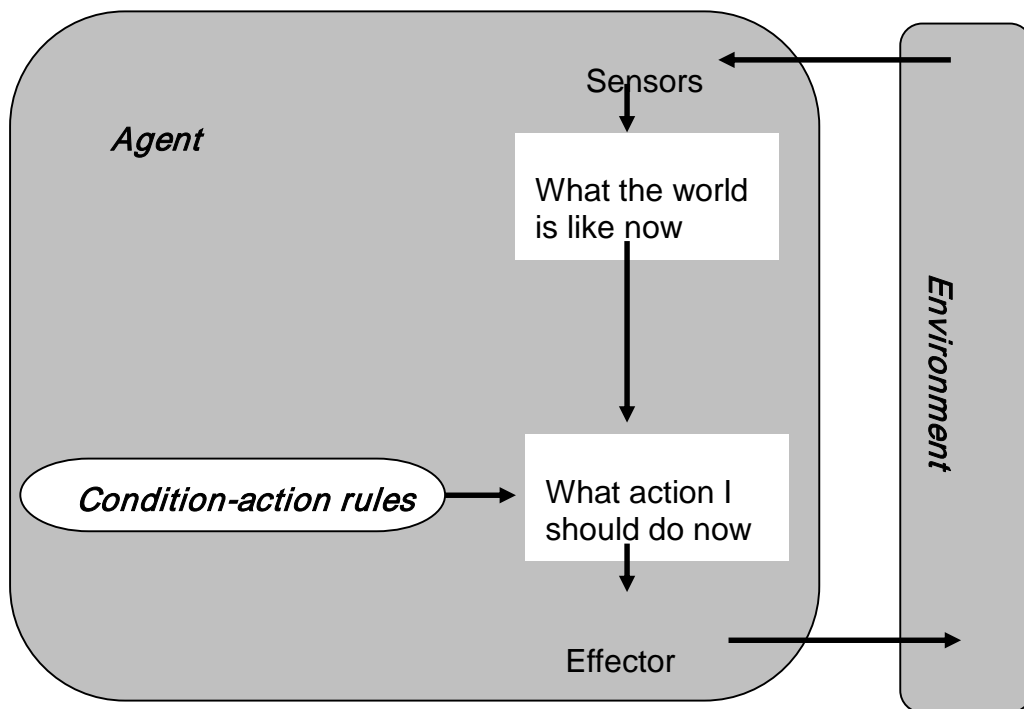 Sensors
Agent
What the world
is like now
Environment
Condition-action rules
What action I
should do now
Effector